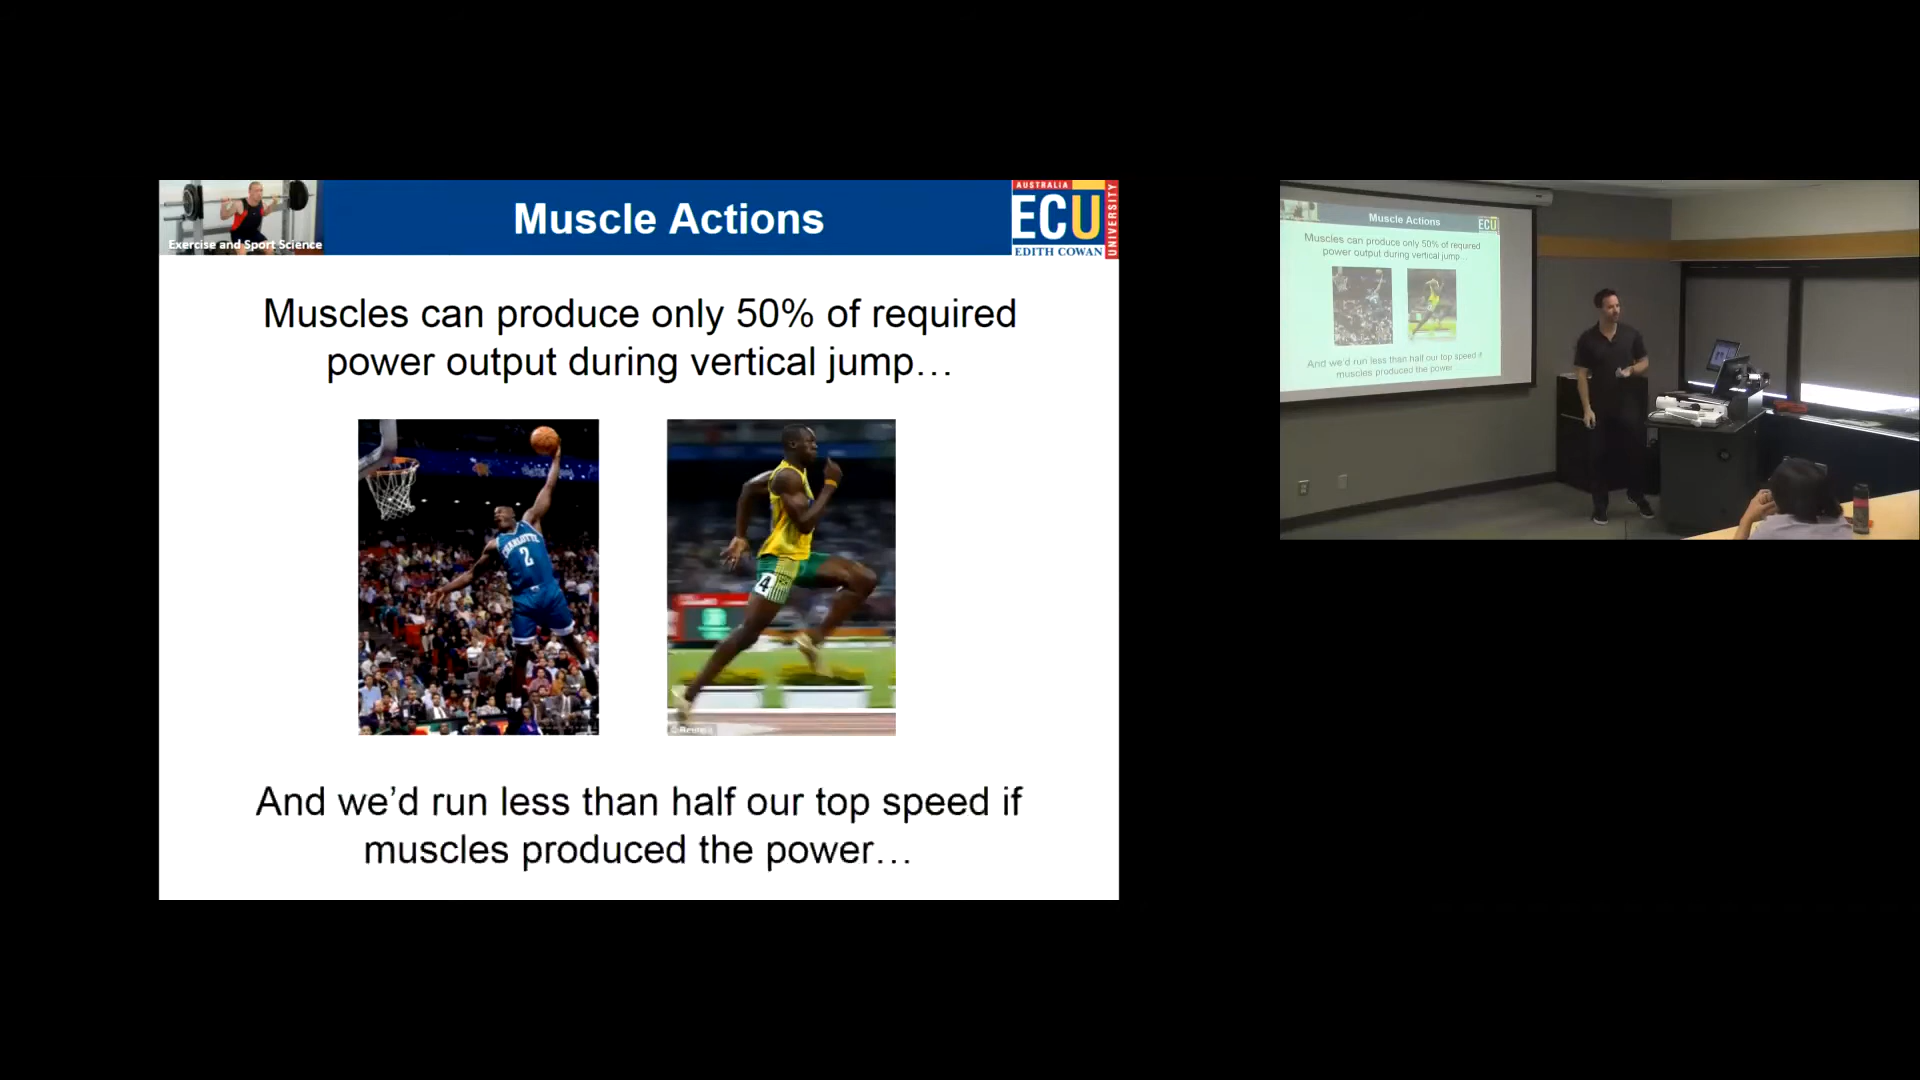 Exercise and Sport Science
Muscle Actions
AUSTRALIA
ECU
EDITH COWAN
UNIVERSITY
Muscles can produce only 50% of required
power output during vertical jump…
CHARLOTTE
2
4
© Reuters
And we’d run less than half our top speed if
muscles produced the power…
Muscle Actions
ECU
Muscles can produce only 50% of required
power output during vertical jump…
And we'd run less than half our top speed if
muscles produced the power